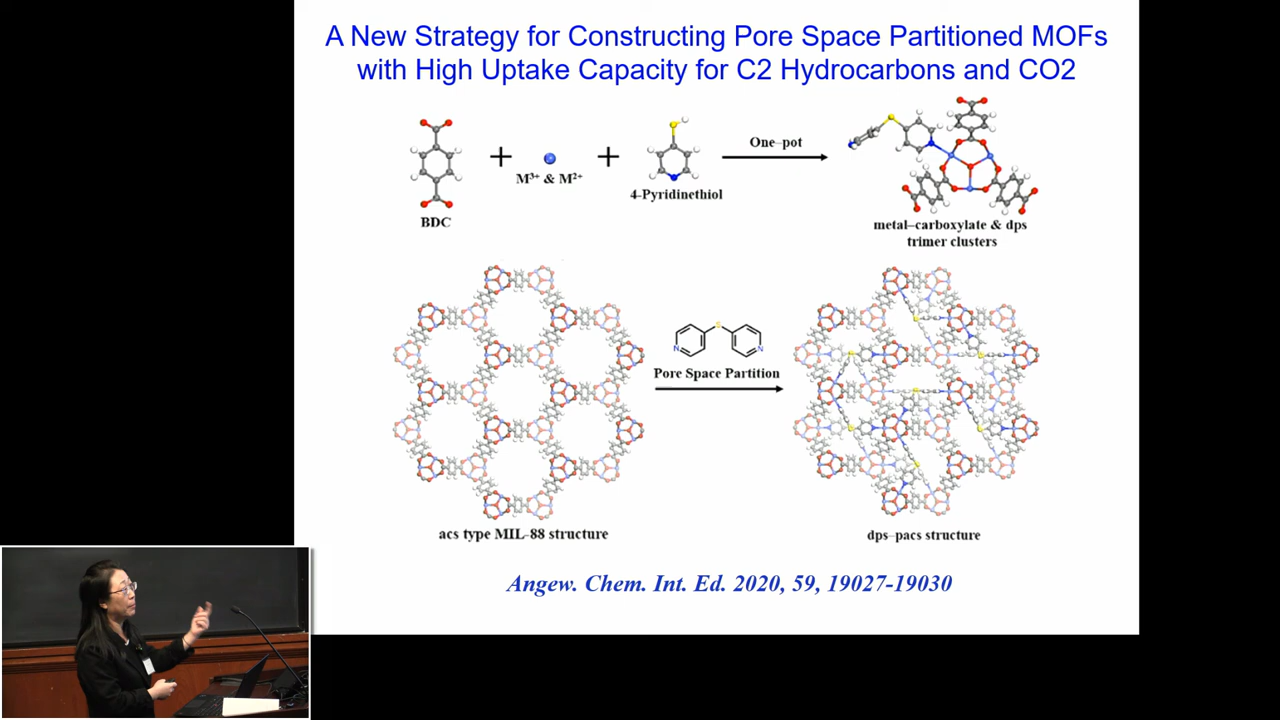 A New Strategy for Constructing Pore Space Partitioned MOFs
with High Uptake Capacity for C2 Hydrocarbons and CO2
One-pot
+
+
M³⁺ & M²⁺
4-Pyridinethiol
BDC
metal–carboxylate & dps
trimer clusters
S
N
N
Pore Space Partition
acs type MIL-88 structure
dps–pacs structure
Angew. Chem. Int. Ed. 2020, 59, 19027-19030